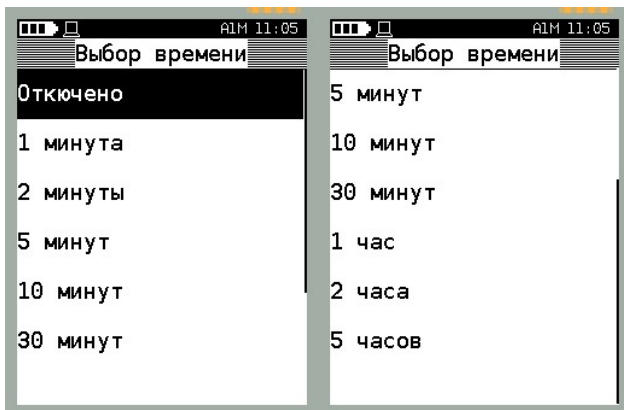 A1M 11:05
Выбор времени
Откючено
1 минута
2 минуты
5 минут
10 минут
30 минут
A1M 11:05
Выбор времени
5 минут
10 минут
30 минут
1 час
2 часа
5 часов